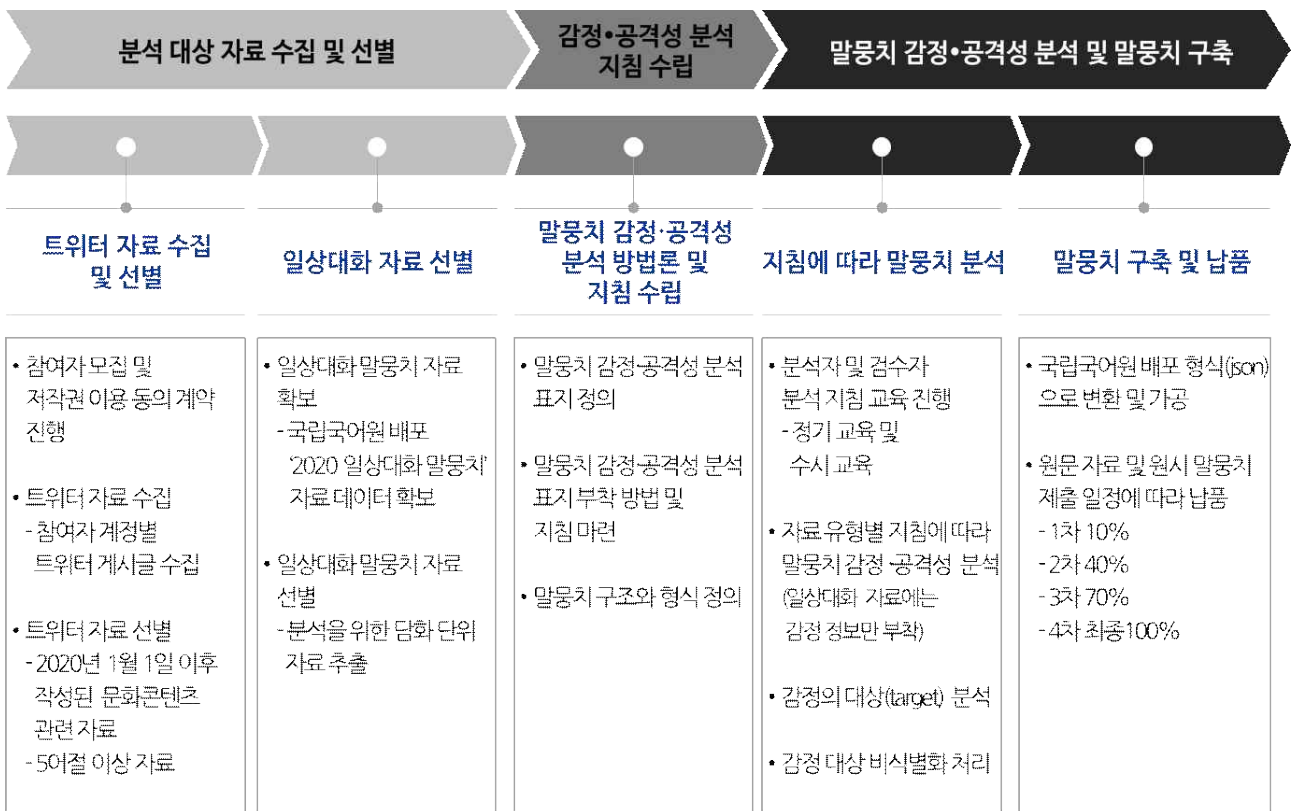 분석 대상 자료 수집 및 선별
감정•공격성 분석
지침 수립
말뭉치 감정•공격성 분석 및 말뭉치 구축
트위터 자료 수집
및 선별
일상대화 자료 선별
말뭉치 감정·공격성
분석 방법론 및
지침 수립
지침에 따라 말뭉치 분석
말뭉치 구축 및 납품
• 참여자 모집 및
저작권 이용 동의 계약
진행
• 트위터 자료 수집
- 참여자 계정별
트위터 게시글 수집
• 트위터 자료 선별
- 2020년 1월 1일 이후
작성된 문화콘텐츠
관련 자료
- 5어절 이상 자료
• 일상대화 말뭉치 자료
확보
- 국립국어원 배포
'2020 일상대화 말뭉치'
자료 데이터 확보
• 일상대화 말뭉치 자료
선별
- 분석을 위한 담화 단위
자료 추출
• 말뭉치 감정·공격성 분석
표지 정의
• 말뭉치 감정·공격성 분석
표지 부착 방법 및
지침 마련
• 말뭉치 구조와 형식 정의
• 분석자 및 검수자
분석 지침 교육 진행
- 정기 교육 및
수시 교육
• 자료 유형별 지침에 따라
말뭉치 감정·공격성 분석
(일상대화 자료에는
감정 정보만 부착)
• 감정의 대상(target) 분석
• 감정 대상 비식별화 처리
• 국립국어원 배포 형식(json)
으로 변환 및 가공
• 원문 자료 및 원시 말뭉치
제출 일정에 따라 납품
- 1차 10%
- 2차 40%
- 3차 70%
- 4차 최종100%